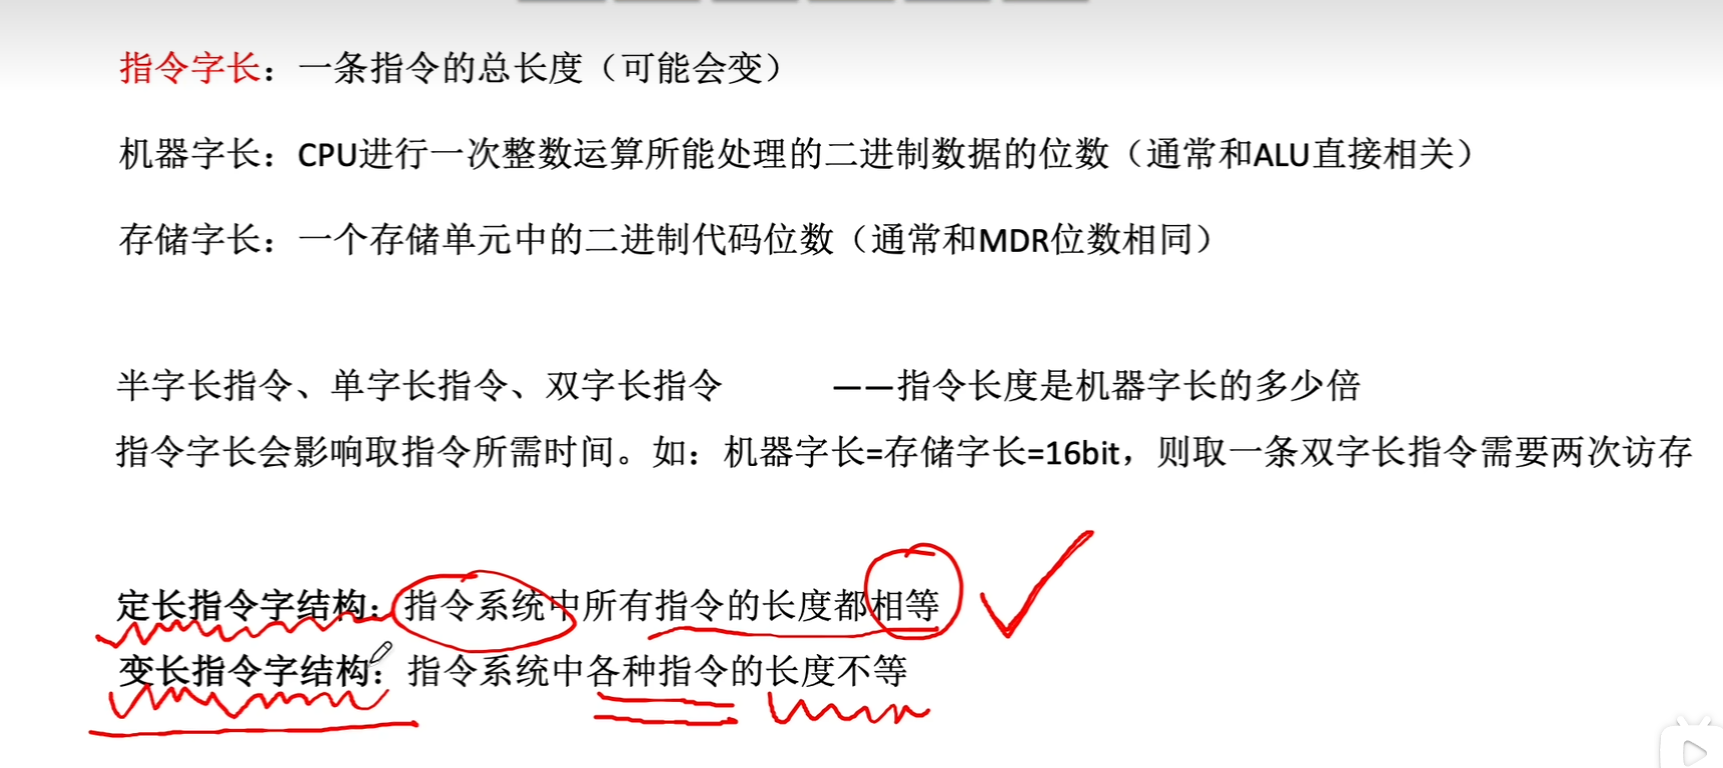 指令字长：一条指令的总长度（可能会变）
机器字长：CPU进行一次整数运算所能处理的二进制数据的位数（通常和ALU直接相关）
存储字长：一个存储单元中的二进制代码位数（通常和MDR位数相同）
半字长指令、单字长指令、双字长指令 ——指令长度是机器字长的多少倍
指令字长会影响取指令所需时间。如：机器字长=存储字长=16bit，则取一条双字长指令需要两次访存
定长指令字结构：指令系统中所有指令的长度都相等
变长指令字结构：指令系统中各种指令的长度不等